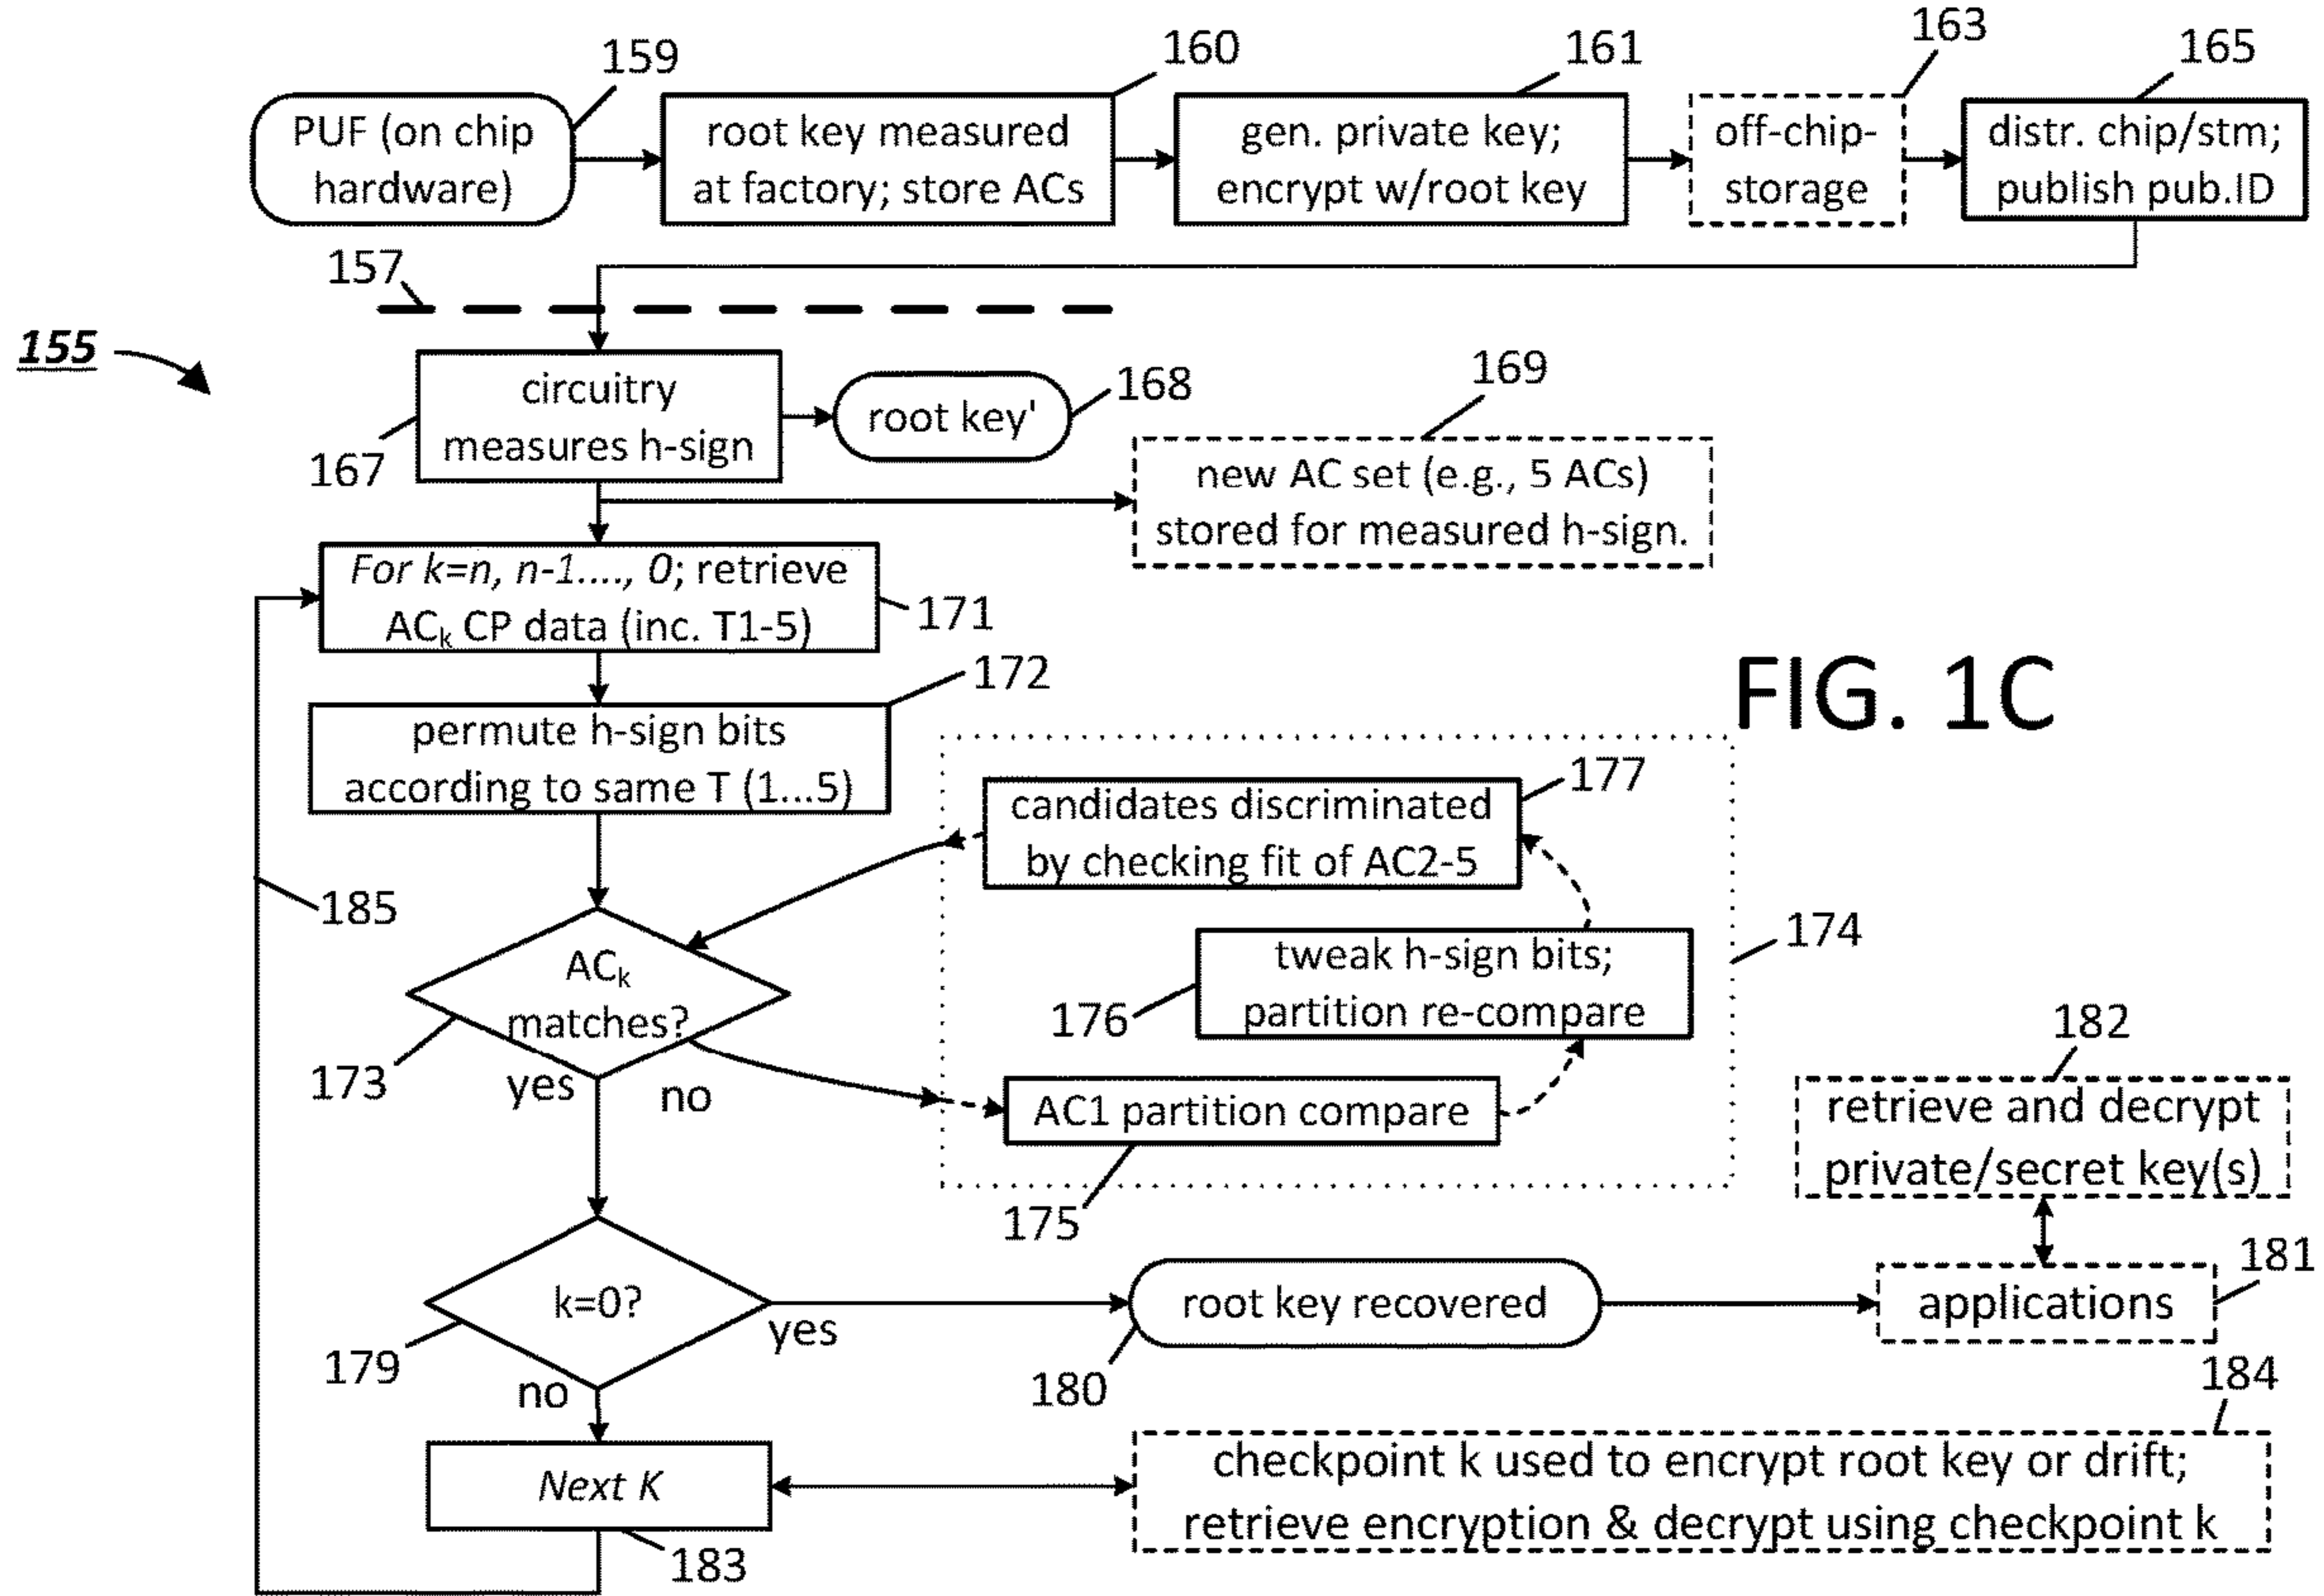 159
160
161
163
165
PUF (on chip
hardware)
root key measured
at factory; store ACs
gen. private key;
encrypt w/root key
off-chip-
storage
distr. chip/stm;
publish pub.ID
157
155
circuitry
measures h-sign
167
root key'
168
169
new AC set (e.g., 5 ACs)
stored for measured h-sign.
For k=n, n-1...., 0; retrieve
ACk CP data (inc. T1-5)
171
172
permute h-sign bits
according to same T (1...5)
FIG. 1C
177
candidates discriminated
by checking fit of AC2-5
185
174
tweak h-sign bits;
partition re-compare
176
ACk
matches?
173
yes
no
AC1 partition compare
175
182
retrieve and decrypt
private/secret key(s)
181
k=0?
179
yes
no
root key recovered
180
applications
184
Next K
183
checkpoint k used to encrypt root key or drift;
retrieve encryption & decrypt using checkpoint k